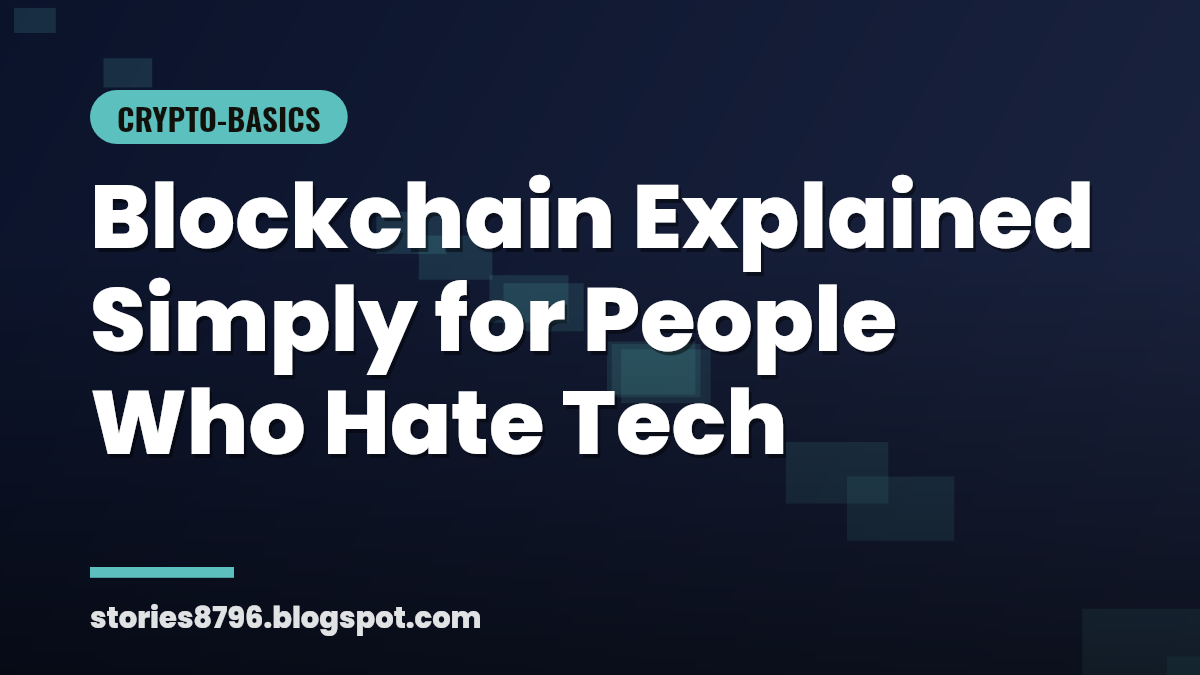 CRYPTO-BASICS
Blockchain Explained
Simply for People
Who Hate Tech
stories8796.blogspot.com